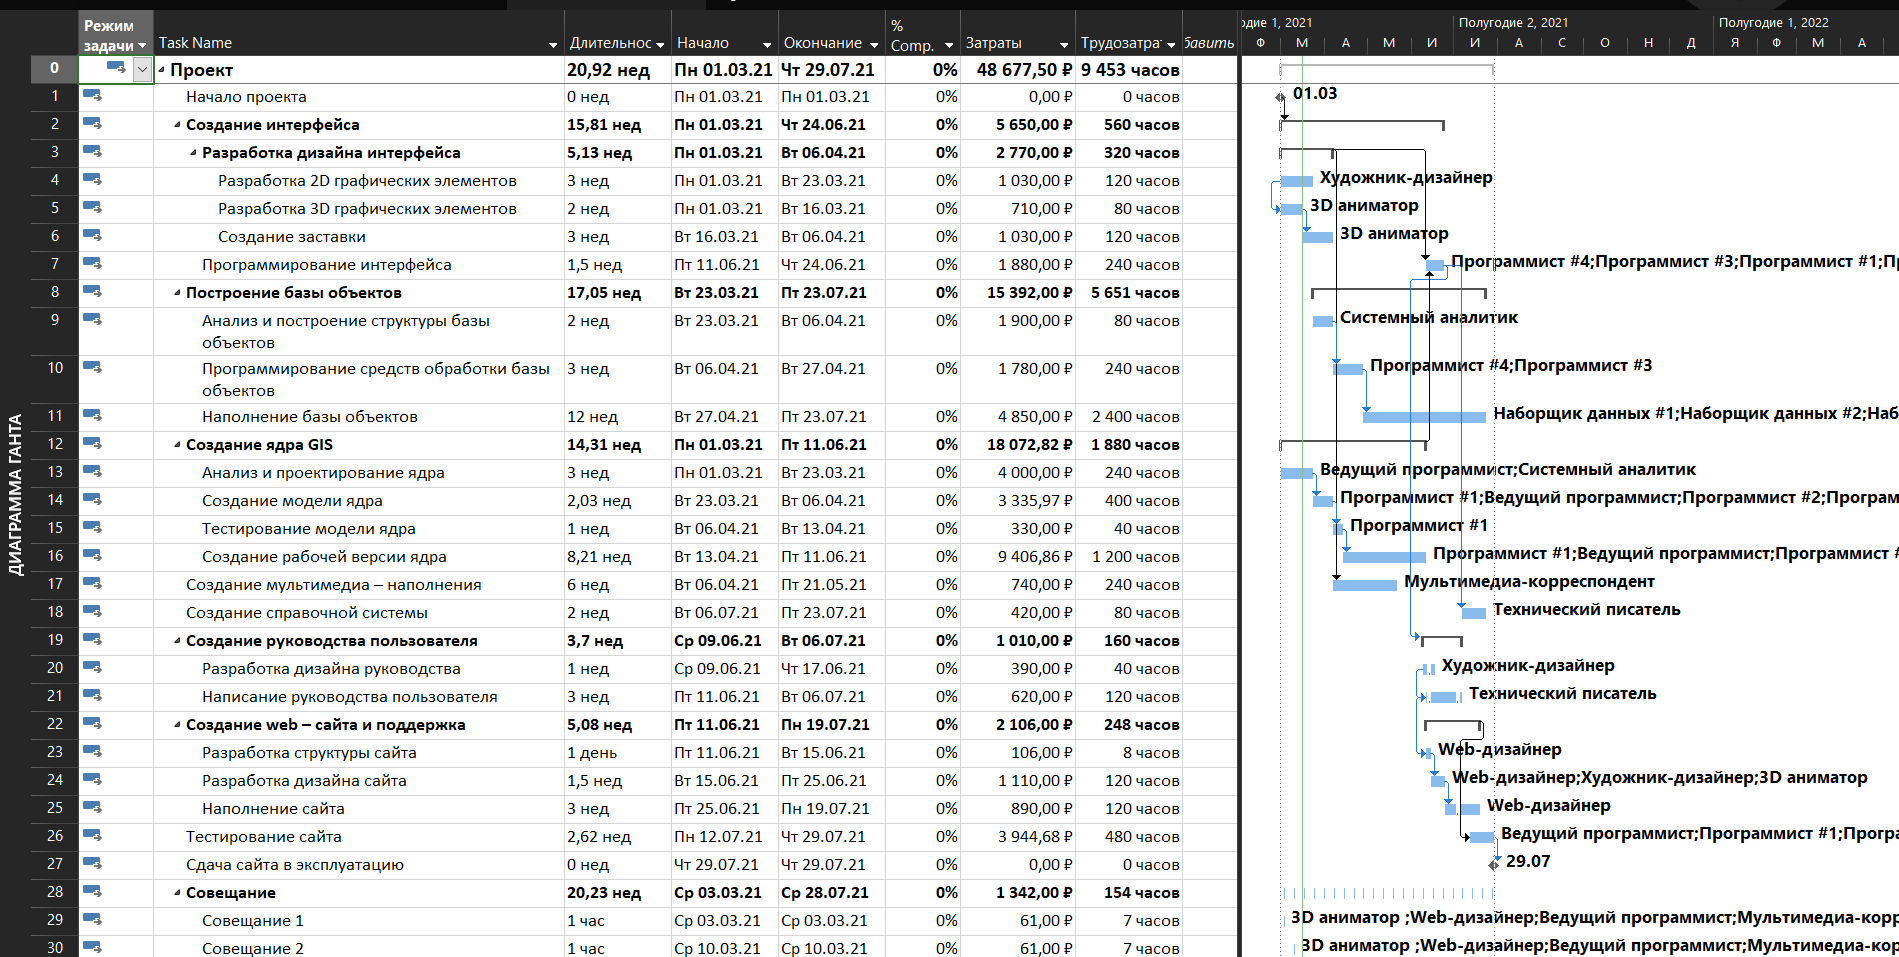 Режим задачи Task Name Длительнос Начало Окончание % Comp. Затраты Трудозатра бавить
одие 1, 2021 Полугодие 2, 2021 Полугодие 1, 2022
Ф М А М И И А С О Н Д Я Ф М А
ДИАГРАММА ГАНТА
0 Проект 20,92 нед Пн 01.03.21 Чт 29.07.21 0% 48 677,50 ₽ 9 453 часов
1 Начало проекта 0 нед Пн 01.03.21 Пн 01.03.21 0% 0,00 ₽ 0 часов 01.03
2 Создание интерфейса 15,81 нед Пн 01.03.21 Чт 24.06.21 0% 5 650,00 ₽ 560 часов
3 Разработка дизайна интерфейса 5,13 нед Пн 01.03.21 Вт 06.04.21 0% 2 770,00 ₽ 320 часов
4 Разработка 2D графических элементов 3 нед Пн 01.03.21 Вт 23.03.21 0% 1 030,00 ₽ 120 часов Художник-дизайнер
5 Разработка 3D графических элементов 2 нед Пн 01.03.21 Вт 16.03.21 0% 710,00 ₽ 80 часов 3D аниматор
6 Создание заставки 3 нед Вт 16.03.21 Вт 06.04.21 0% 1 030,00 ₽ 120 часов 3D аниматор
7 Программирование интерфейса 1,5 нед Пт 11.06.21 Чт 24.06.21 0% 1 880,00 ₽ 240 часов Программист #4;Программист #3;Программист #1;Пр
8 Построение базы объектов 17,05 нед Вт 23.03.21 Пт 23.07.21 0% 15 392,00 ₽ 5 651 часов
9 Анализ и построение структуры базы объектов 2 нед Вт 23.03.21 Вт 06.04.21 0% 1 900,00 ₽ 80 часов Системный аналитик
10 Программирование средств обработки базы объектов 3 нед Вт 06.04.21 Вт 27.04.21 0% 1 780,00 ₽ 240 часов Программист #4;Программист #3
11 Наполнение базы объектов 12 нед Вт 27.04.21 Пт 23.07.21 0% 4 850,00 ₽ 2 400 часов Наборщик данных #1;Наборщик данных #2;Наб
12 Создание ядра GIS 14,31 нед Пн 01.03.21 Пт 11.06.21 0% 18 072,82 ₽ 1 880 часов
13 Анализ и проектирование ядра 3 нед Пн 01.03.21 Вт 23.03.21 0% 4 000,00 ₽ 240 часов Ведущий программист;Системный аналитик
14 Создание модели ядра 2,03 нед Вт 23.03.21 Вт 06.04.21 0% 3 335,97 ₽ 400 часов Программист #1;Ведущий программист;Программист #2;Програм
15 Тестирование модели ядра 1 нед Вт 06.04.21 Вт 13.04.21 0% 330,00 ₽ 40 часов Программист #1
16 Создание рабочей версии ядра 8,21 нед Вт 13.04.21 Пт 11.06.21 0% 9 406,86 ₽ 1 200 часов Программист #1;Ведущий программист;Программист #
17 Создание мультимедиа – наполнения 6 нед Вт 06.04.21 Пт 21.05.21 0% 740,00 ₽ 240 часов Мультимедиа-корреспондент
18 Создание справочной системы 2 нед Вт 06.07.21 Пт 23.07.21 0% 420,00 ₽ 80 часов Технический писатель
19 Создание руководства пользователя 3,7 нед Ср 09.06.21 Вт 06.07.21 0% 1 010,00 ₽ 160 часов
20 Разработка дизайна руководства 1 нед Ср 09.06.21 Чт 17.06.21 0% 390,00 ₽ 40 часов Художник-дизайнер
21 Написание руководства пользователя 3 нед Пт 11.06.21 Вт 06.07.21 0% 620,00 ₽ 120 часов Технический писатель
22 Создание web – сайта и поддержка 5,08 нед Пт 11.06.21 Пн 19.07.21 0% 2 106,00 ₽ 248 часов
23 Разработка структуры сайта 1 день Пт 11.06.21 Вт 15.06.21 0% 106,00 ₽ 8 часов Web-дизайнер
24 Разработка дизайна сайта 1,5 нед Вт 15.06.21 Пт 25.06.21 0% 1 110,00 ₽ 120 часов Web-дизайнер;Художник-дизайнер;3D аниматор
25 Наполнение сайта 3 нед Пт 25.06.21 Пн 19.07.21 0% 890,00 ₽ 120 часов Web-дизайнер
26 Тестирование сайта 2,62 нед Пн 12.07.21 Чт 29.07.21 0% 3 944,68 ₽ 480 часов Ведущий программист;Программист #1;Програ
27 Сдача сайта в эксплуатацию 0 нед Чт 29.07.21 Чт 29.07.21 0% 0,00 ₽ 0 часов 29.07
28 Совещание 20,23 нед Ср 03.03.21 Ср 28.07.21 0% 1 342,00 ₽ 154 часов
29 Совещание 1 1 час Ср 03.03.21 Ср 03.03.21 0% 61,00 ₽ 7 часов 3D аниматор ;Web-дизайнер;Ведущий программист;Мультимедиа-корр
30 Совещание 2 1 час Ср 10.03.21 Ср 10.03.21 0% 61,00 ₽ 7 часов 3D аниматор ;Web-дизайнер;Ведущий программист;Мультимедиа-кор